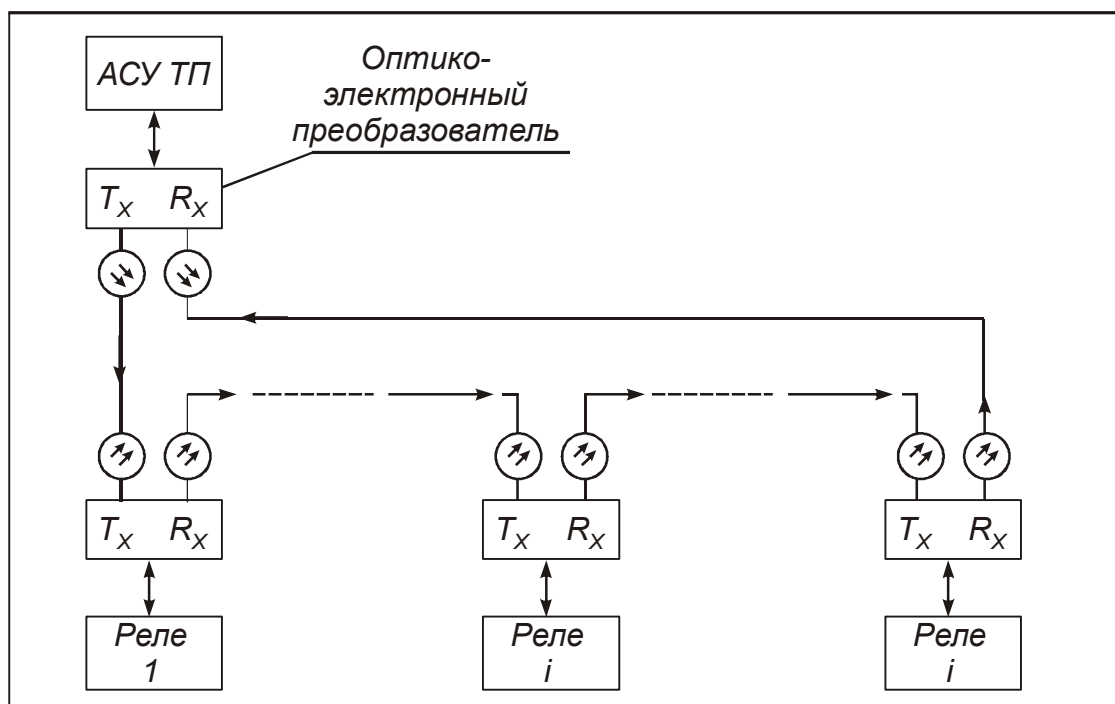 АСУ ТП
Оптико-
электронный
преобразователь
TX RX
TX RX
TX RX
TX RX
Реле
1
Реле
i
Реле
i